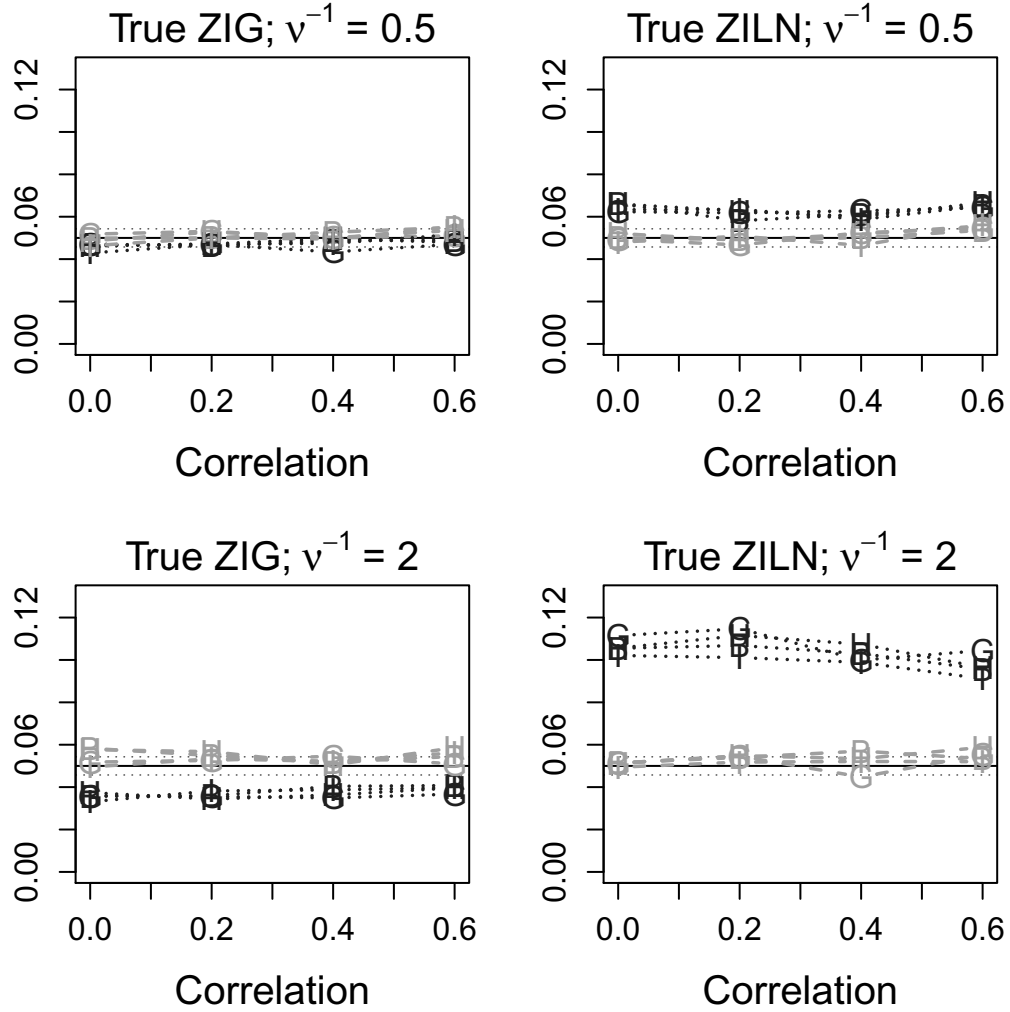 True ZIG; ν⁻¹ = 0.5
0.12
0.06
0.00
0.0 0.2 0.4 0.6
Correlation
True ZILN; ν⁻¹ = 0.5
0.12
0.06
0.00
0.0 0.2 0.4 0.6
Correlation
True ZIG; ν⁻¹ = 2
0.12
0.06
0.00
0.0 0.2 0.4 0.6
Correlation
True ZILN; ν⁻¹ = 2
0.12
0.06
0.00
0.0 0.2 0.4 0.6
Correlation